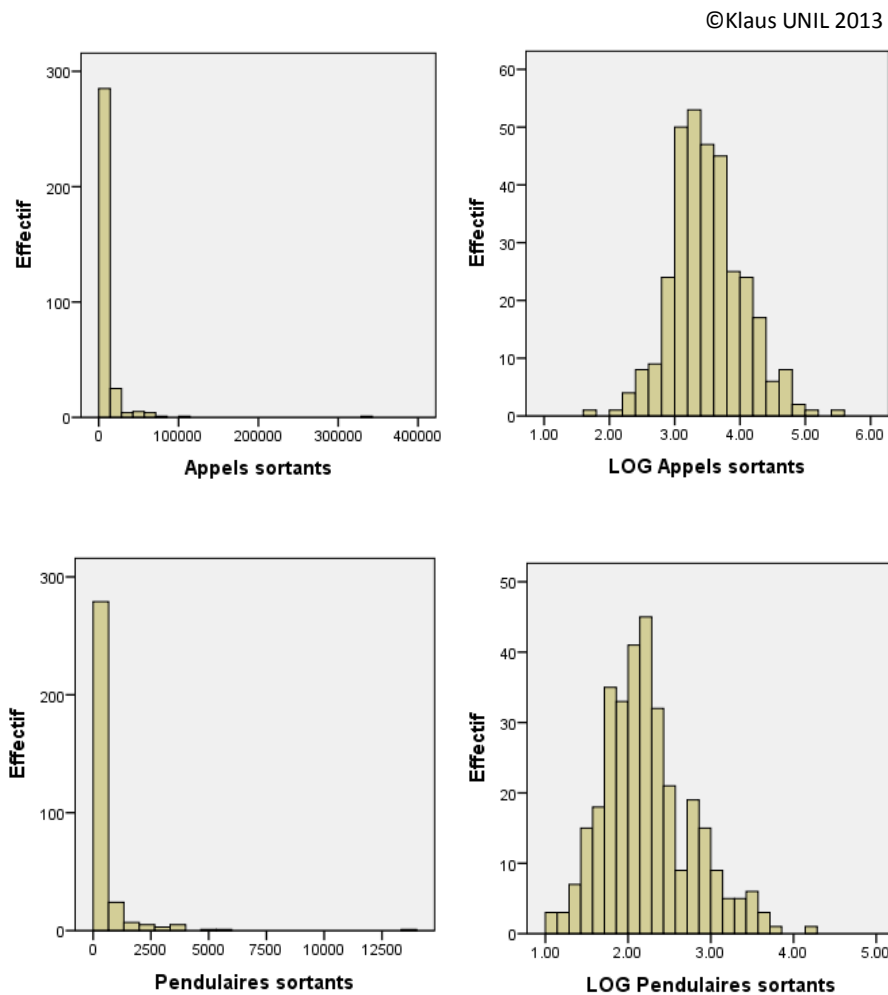 ©Klaus UNIL 2013
300
200
100
0
Effectif
0 100000 200000 300000 400000
Appels sortants
60
50
40
30
20
10
0
Effectif
1.00 2.00 3.00 4.00 5.00 6.00
LOG Appels sortants
300
200
100
0
Effectif
0 2500 5000 7500 10000 12500
Pendulaires sortants
50
40
30
20
10
0
Effectif
1.00 2.00 3.00 4.00 5.00
LOG Pendulaires sortants